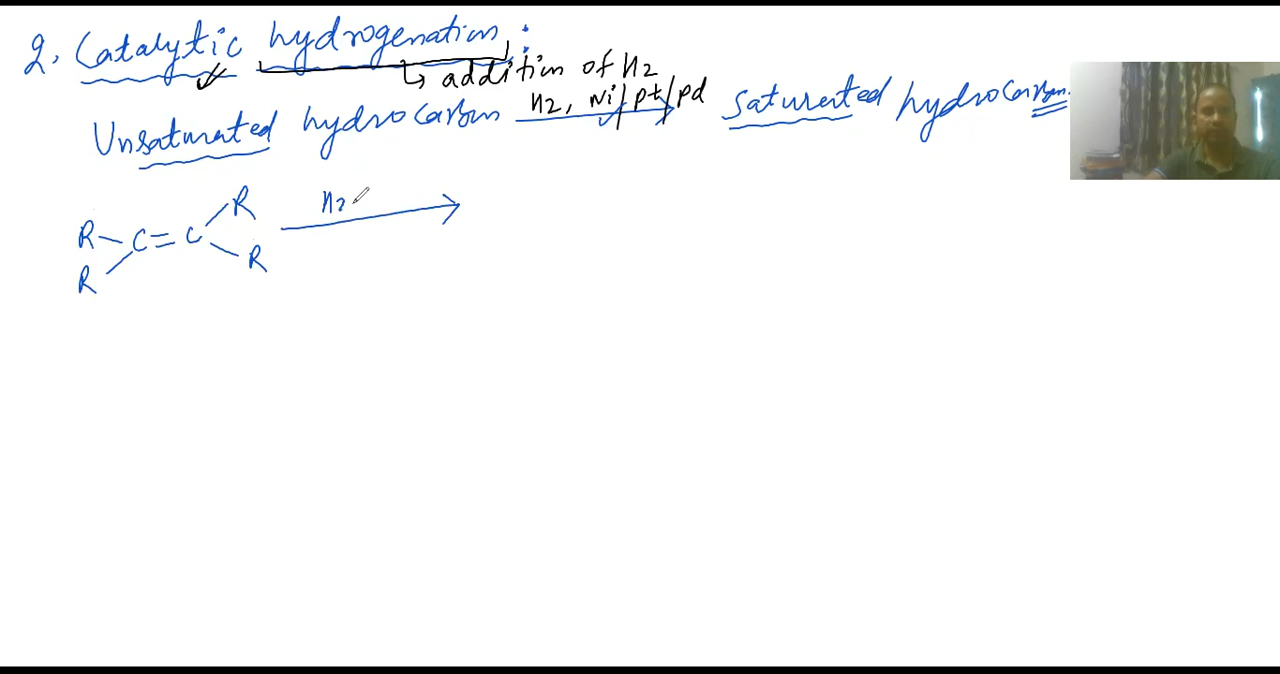 2. Catalytic hydrogenation :
↳ addition of H2
Unsaturated hydrocarbon H2, Ni/Pt/Pd saturated hydrocarbon.
R
H2
R C = C
R
R